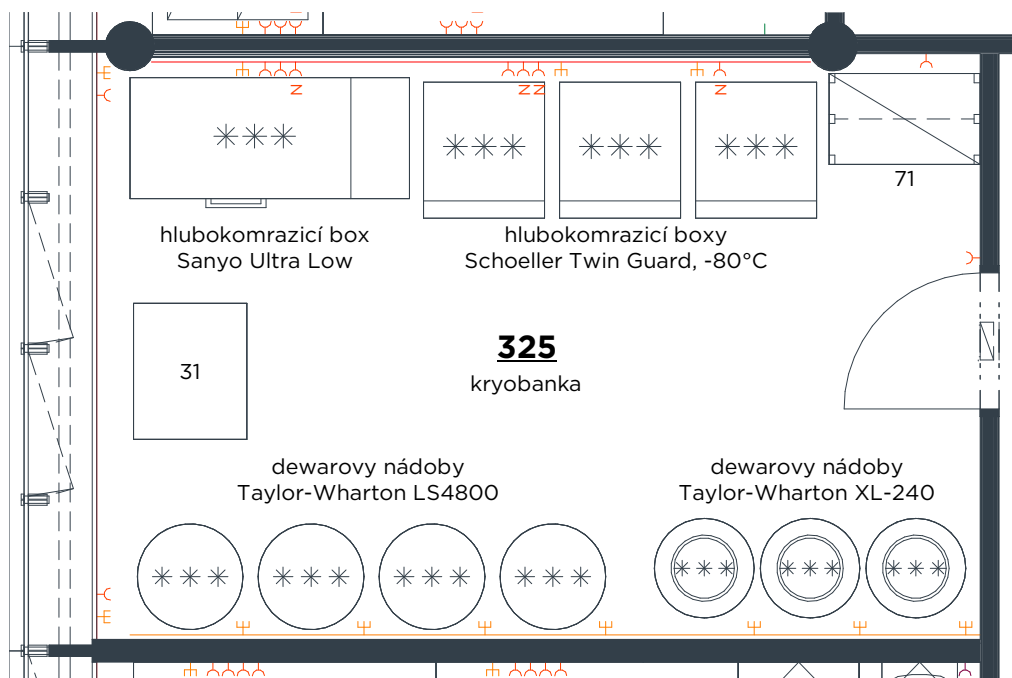 N
N
N
N
71
hlubokomrazicí box
Sanyo Ultra Low
hlubokomrazicí boxy
Schoeller Twin Guard, -80°C
31
325
kryobanka
dewarovy nádoby
Taylor-Wharton LS4800
dewarovy nádoby
Taylor-Wharton XL-240